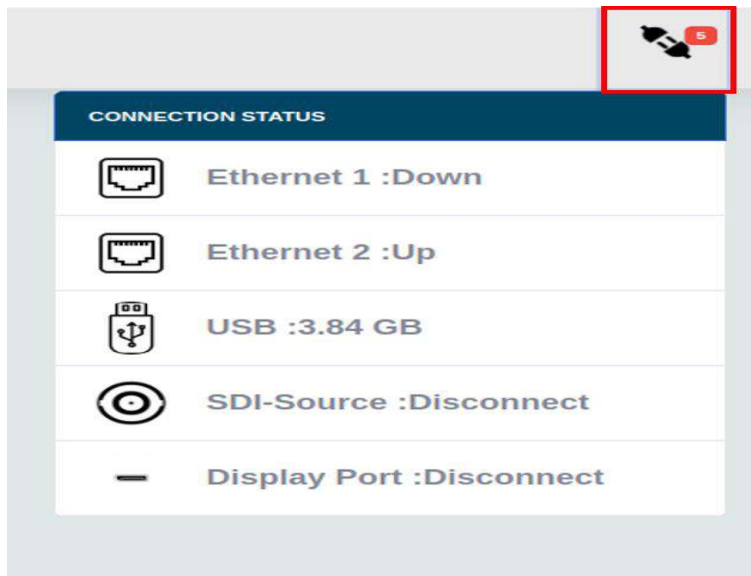 5
CONNECTION STATUS
Ethernet 1 :Down
Ethernet 2 :Up
USB :3.84 GB
SDI-Source :Disconnect
Display Port :Disconnect